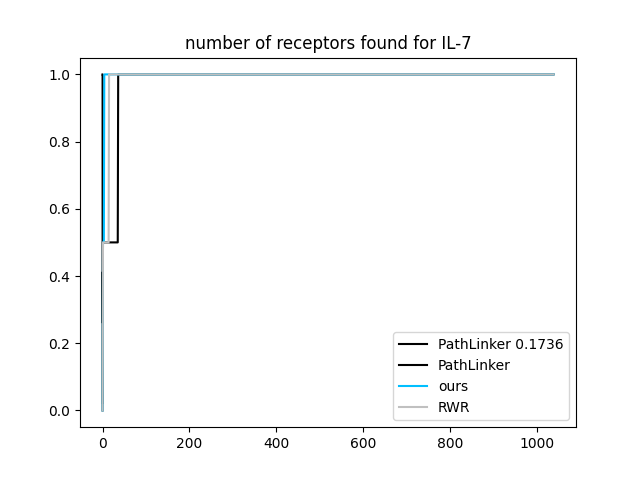 number of receptors found for IL-7
1.0
0.8
0.6
0.4
0.2
0.0
PathLinker 0.1736
PathLinker
ours
RWR
0 200 400 600 800 1000